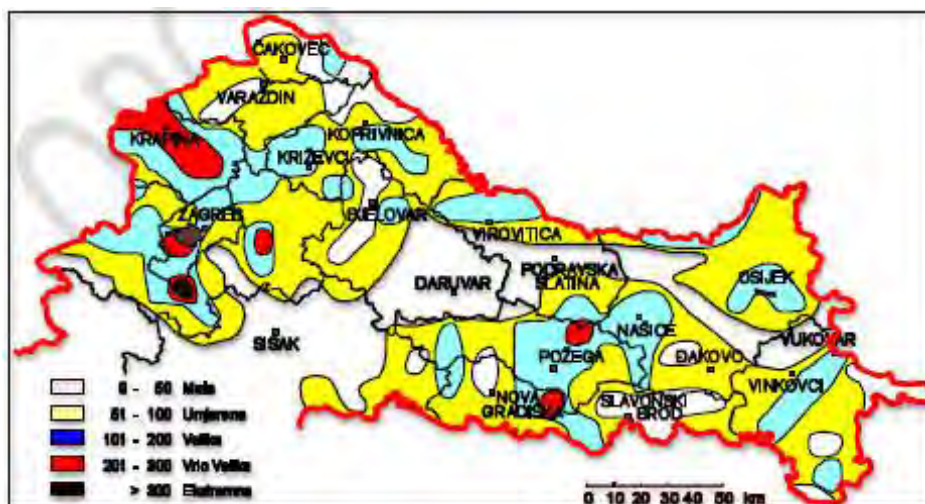 ČAKOVEC
VARAŽDIN
KRAPINA
KOPRIVNICA
KRIŽEVCI
ZAGREB
BJELOVAR
VIROVITICA
DARUVAR
PODRAVSKA
SLATINA
OSIJEK
SISAK
NAŠICE
VUKOVAR
POŽEGA
ĐAKOVO
VINKOVCI
NOVA
GRADIŠKA
SLAVONSKI
BROD
0 - 50 Mala
51 - 100 Umjerena
101 - 200 Velika
201 - 300 Vrlo Velika
> 300 Ekstremna
0 10 20 30 40 50 km